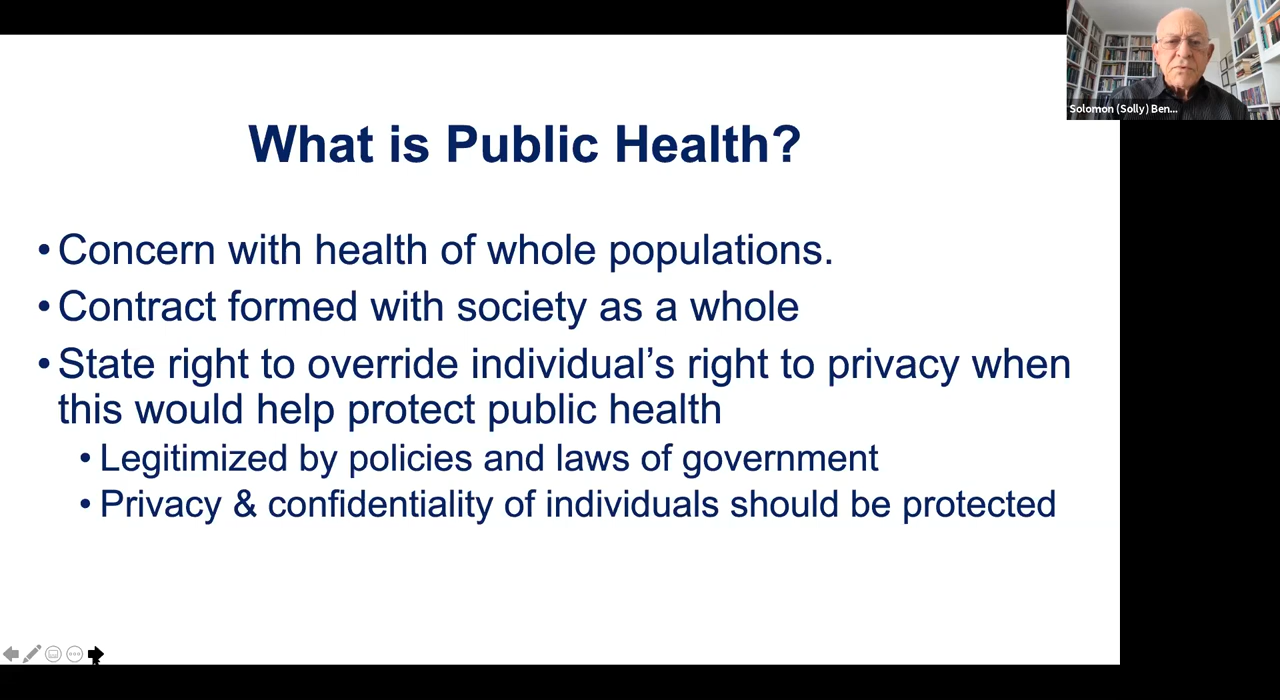 Solomon (Solly) Ben...
What is Public Health?
• Concern with health of whole populations.
• Contract formed with society as a whole
• State right to override individual’s right to privacy when
this would help protect public health
• Legitimized by policies and laws of government
• Privacy & confidentiality of individuals should be protected